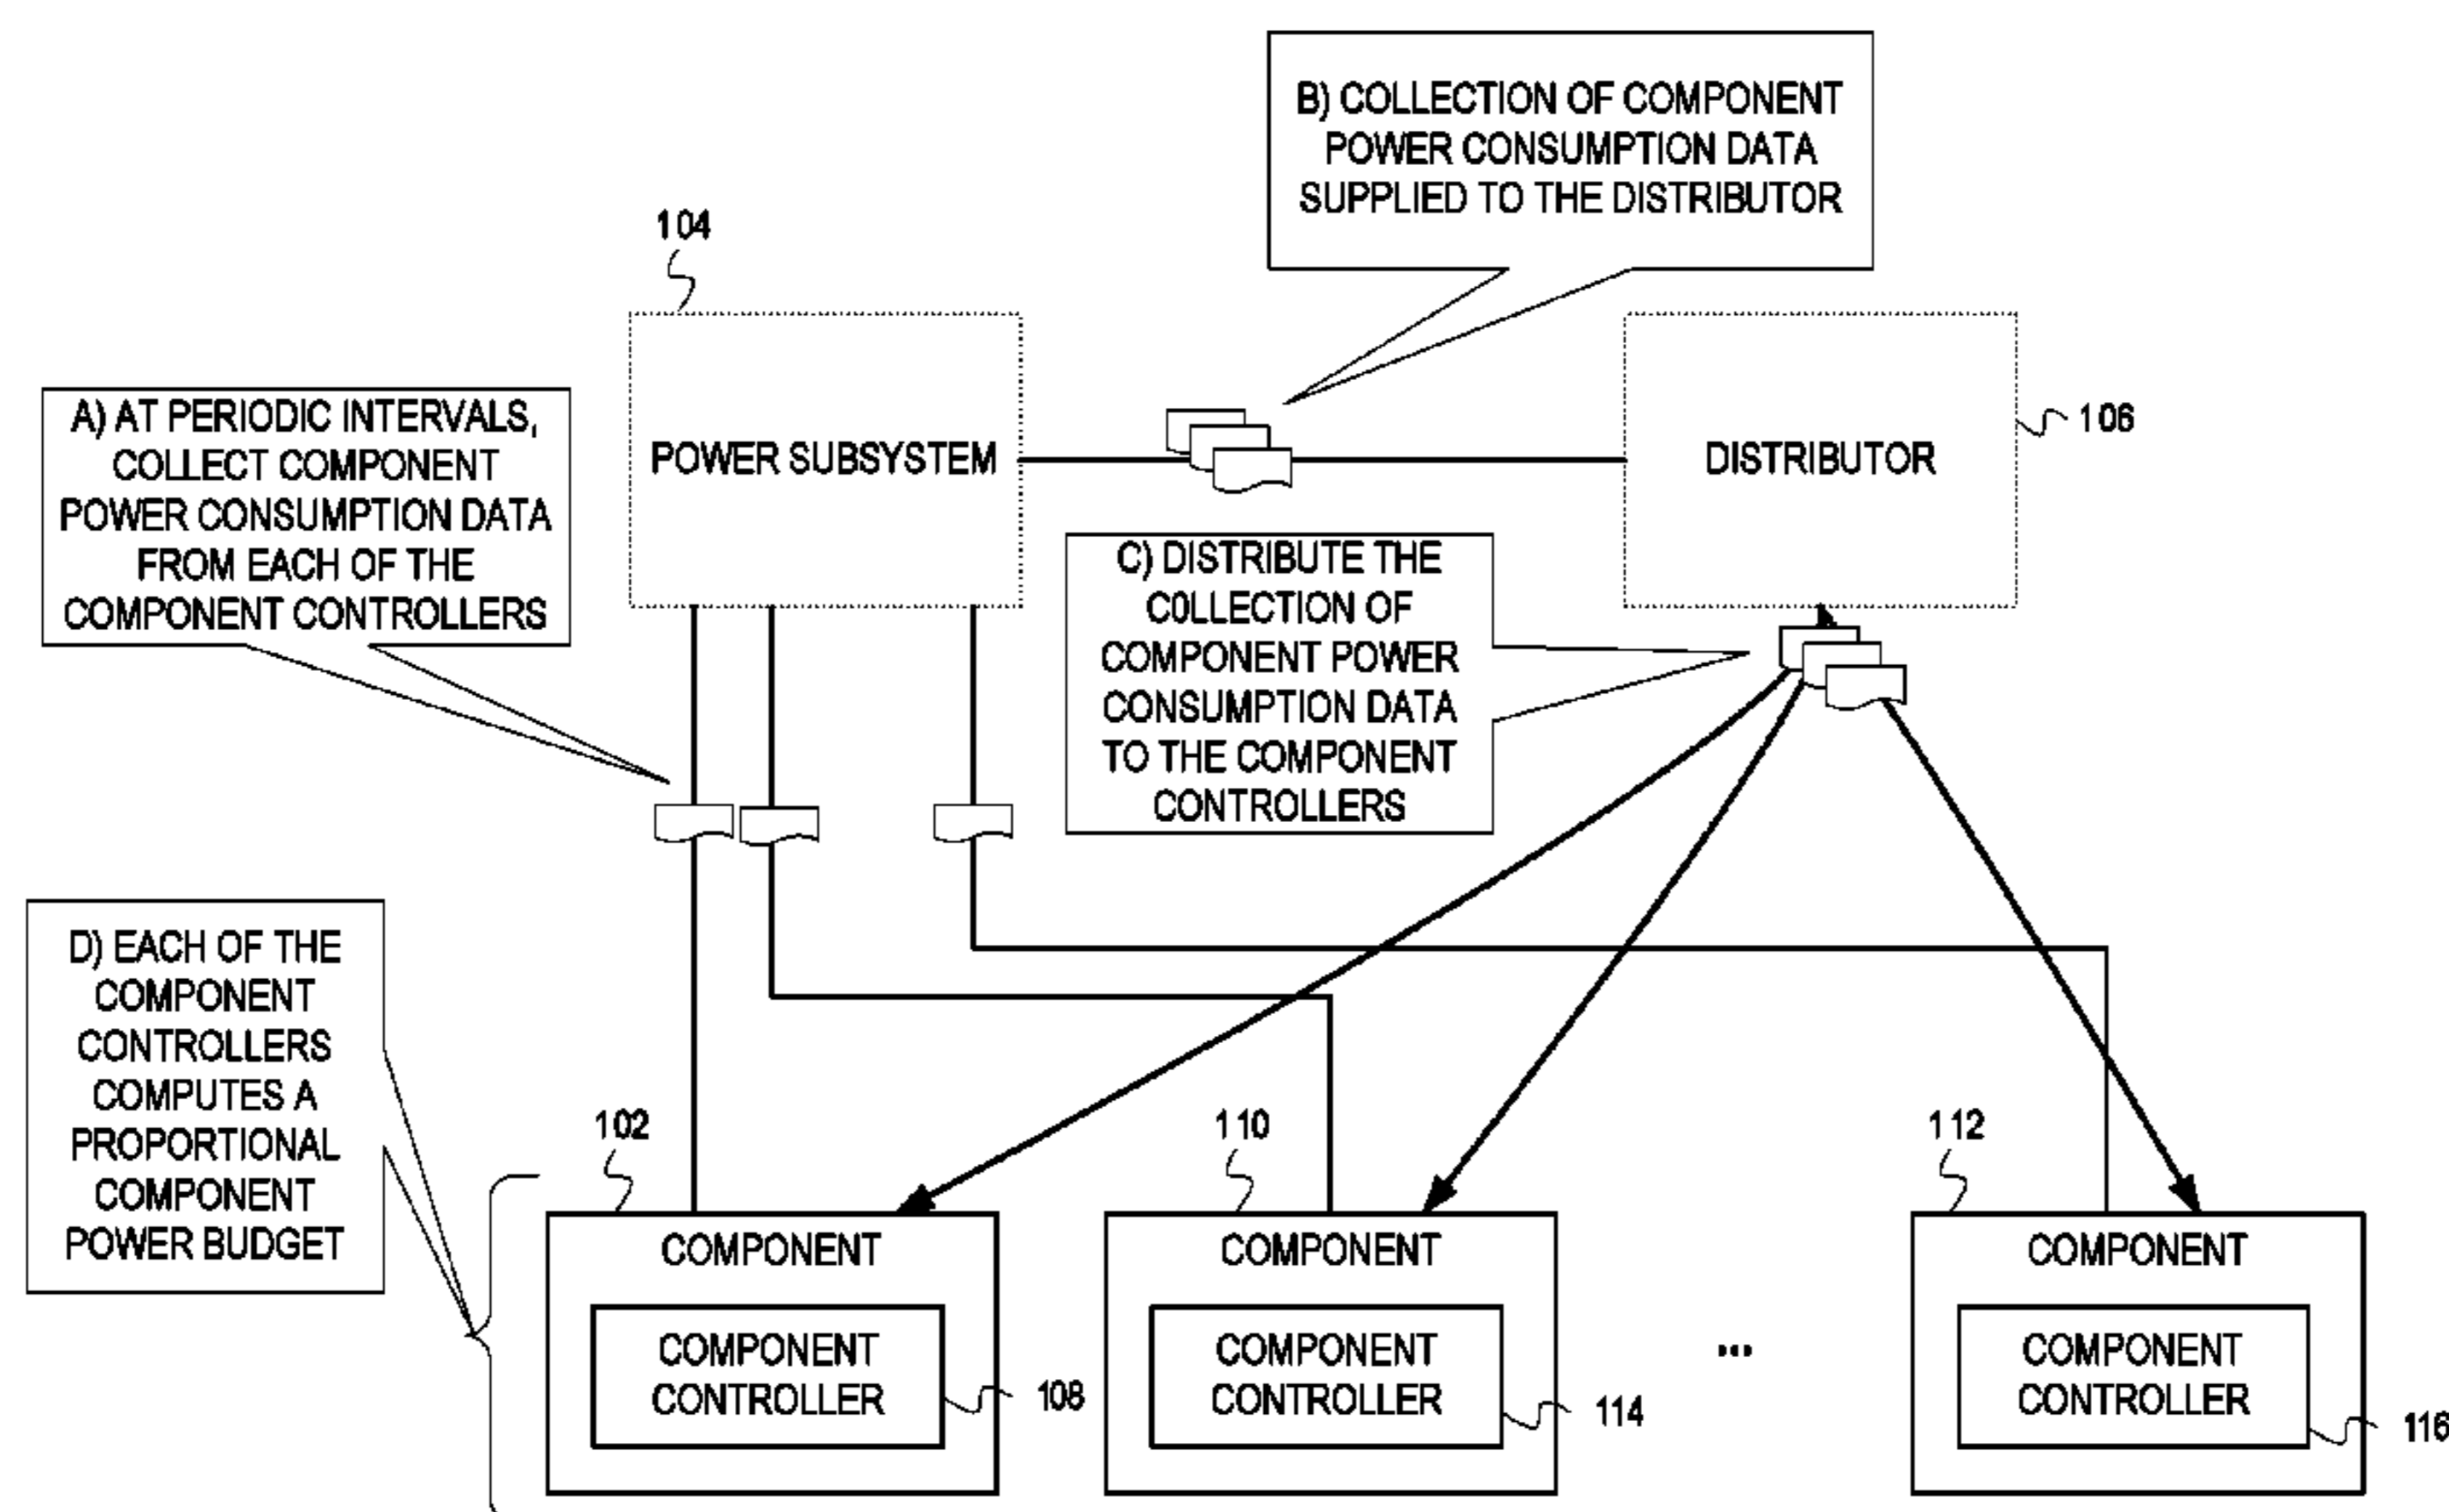 B) COLLECTION OF COMPONENT
POWER CONSUMPTION DATA
SUPPLIED TO THE DISTRIBUTOR
104
A) AT PERIODIC INTERVALS,
COLLECT COMPONENT
POWER CONSUMPTION DATA
FROM EACH OF THE
COMPONENT CONTROLLERS
POWER SUBSYSTEM
DISTRIBUTOR
106
C) DISTRIBUTE THE
COLLECTION OF
COMPONENT POWER
CONSUMPTION DATA
TO THE COMPONENT
CONTROLLERS
D) EACH OF THE
COMPONENT
CONTROLLERS
COMPUTES A
PROPORTIONAL
COMPONENT
POWER BUDGET
102
110
112
COMPONENT
COMPONENT
CONTROLLER
108
COMPONENT
COMPONENT
CONTROLLER
114
...
COMPONENT
COMPONENT
CONTROLLER
116